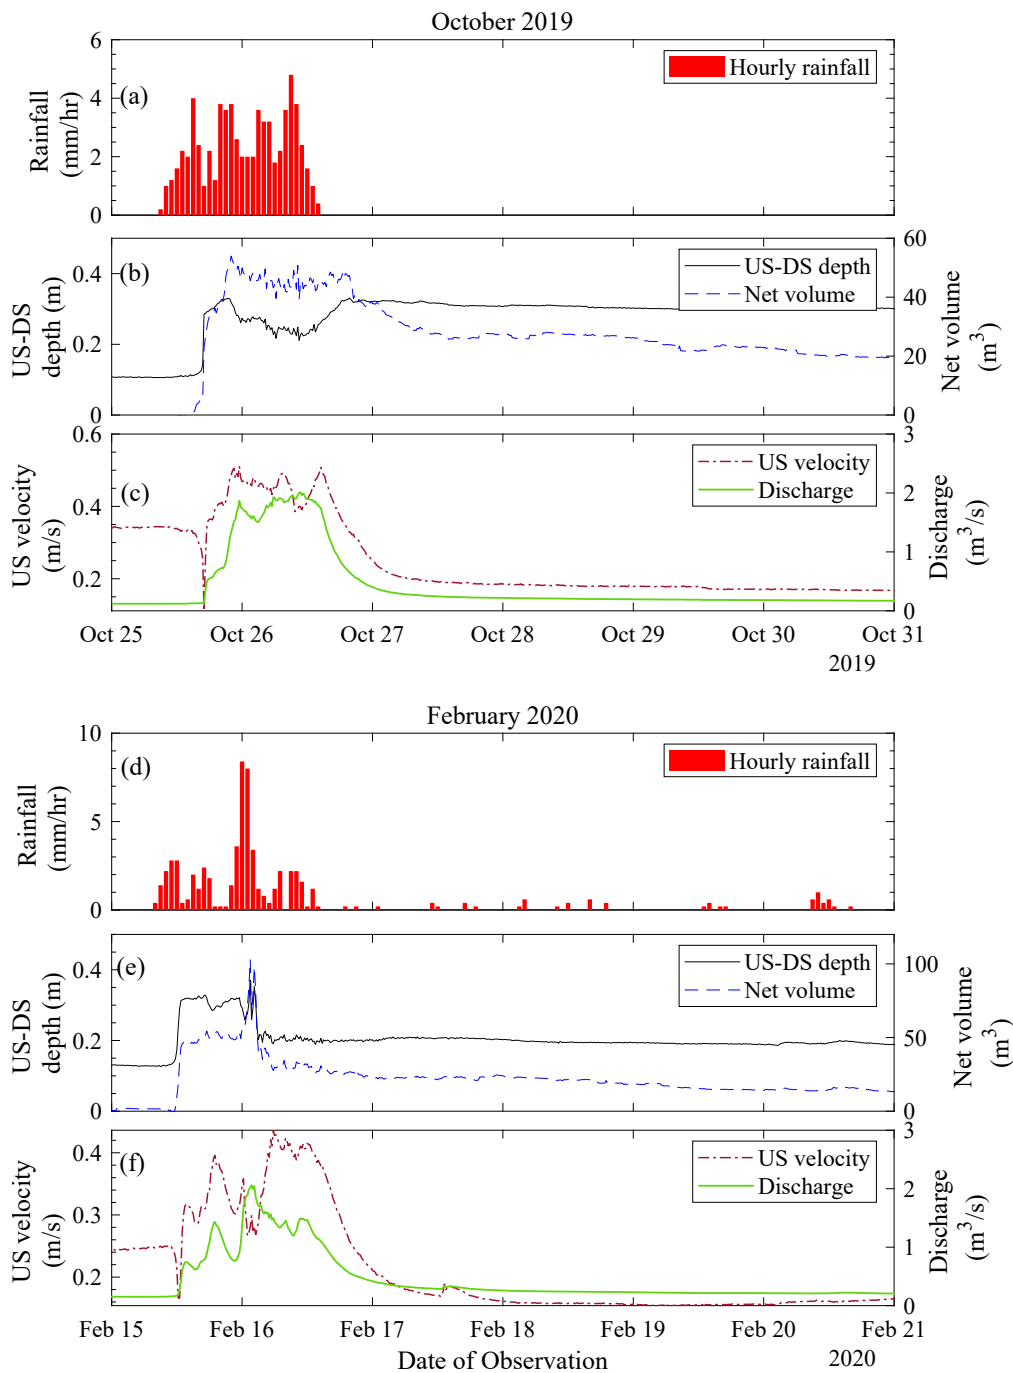 October 2019
6
4
2
0
Rainfall
(mm/hr)
(a)
Hourly rainfall
0.4
0.2
0
US-DS
depth (m)
(b)
US-DS depth
Net volume
60
40
20
0
Net volume
(m3)
0.6
0.4
0.2
US velocity
(m/s)
(c)
US velocity
Discharge
3
2
1
0
Discharge
(m3/s)
Oct 25 Oct 26 Oct 27 Oct 28 Oct 29 Oct 30 Oct 31
2019
February 2020
10
5
0
Rainfall
(mm/hr)
(d)
Hourly rainfall
0.4
0.2
0
US-DS
depth (m)
(e)
US-DS depth
Net volume
100
50
0
Net volume
(m3)
0.4
0.3
0.2
US velocity
(m/s)
(f)
US velocity
Discharge
3
2
1
0
Discharge
(m3/s)
Feb 15 Feb 16 Feb 17 Feb 18 Feb 19 Feb 20 Feb 21
Date of Observation 2020